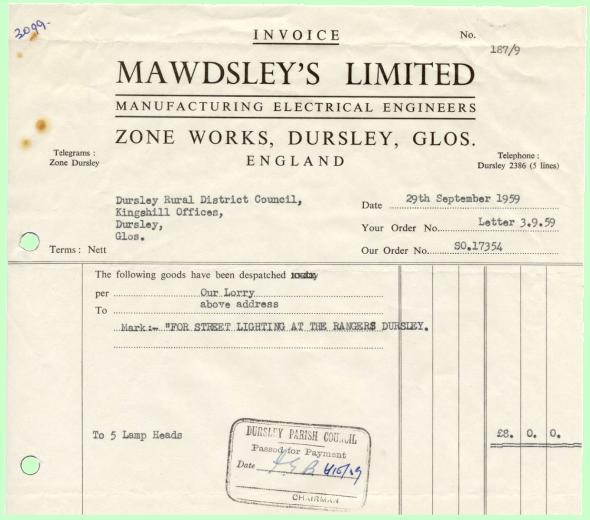 3099-
INVOICE
No.
187/9
MAWDSLEY'S LIMITED
MANUFACTURING ELECTRICAL ENGINEERS
ZONE WORKS, DURSLEY, GLOS.
ENGLAND
Telegrams :
Zone Dursley
Telephone :
Dursley 2386 (5 lines)
Dursley Rural District Council,
Kingshill Offices,
Dursley,
Glos.
Date 29th September 1959
Your Order No. Letter 3.9.59
Our Order No. SO.17354
Terms : Nett
The following goods have been despatched
per Our Lorry
To above address
Mark:- "FOR STREET LIGHTING AT THE RANGERS DURSLEY.
To 5 Lamp Heads
£8. 0. 0.
DURSLEY PARISH COUNCIL
Passed for Payment
Date
CHAIRMAN